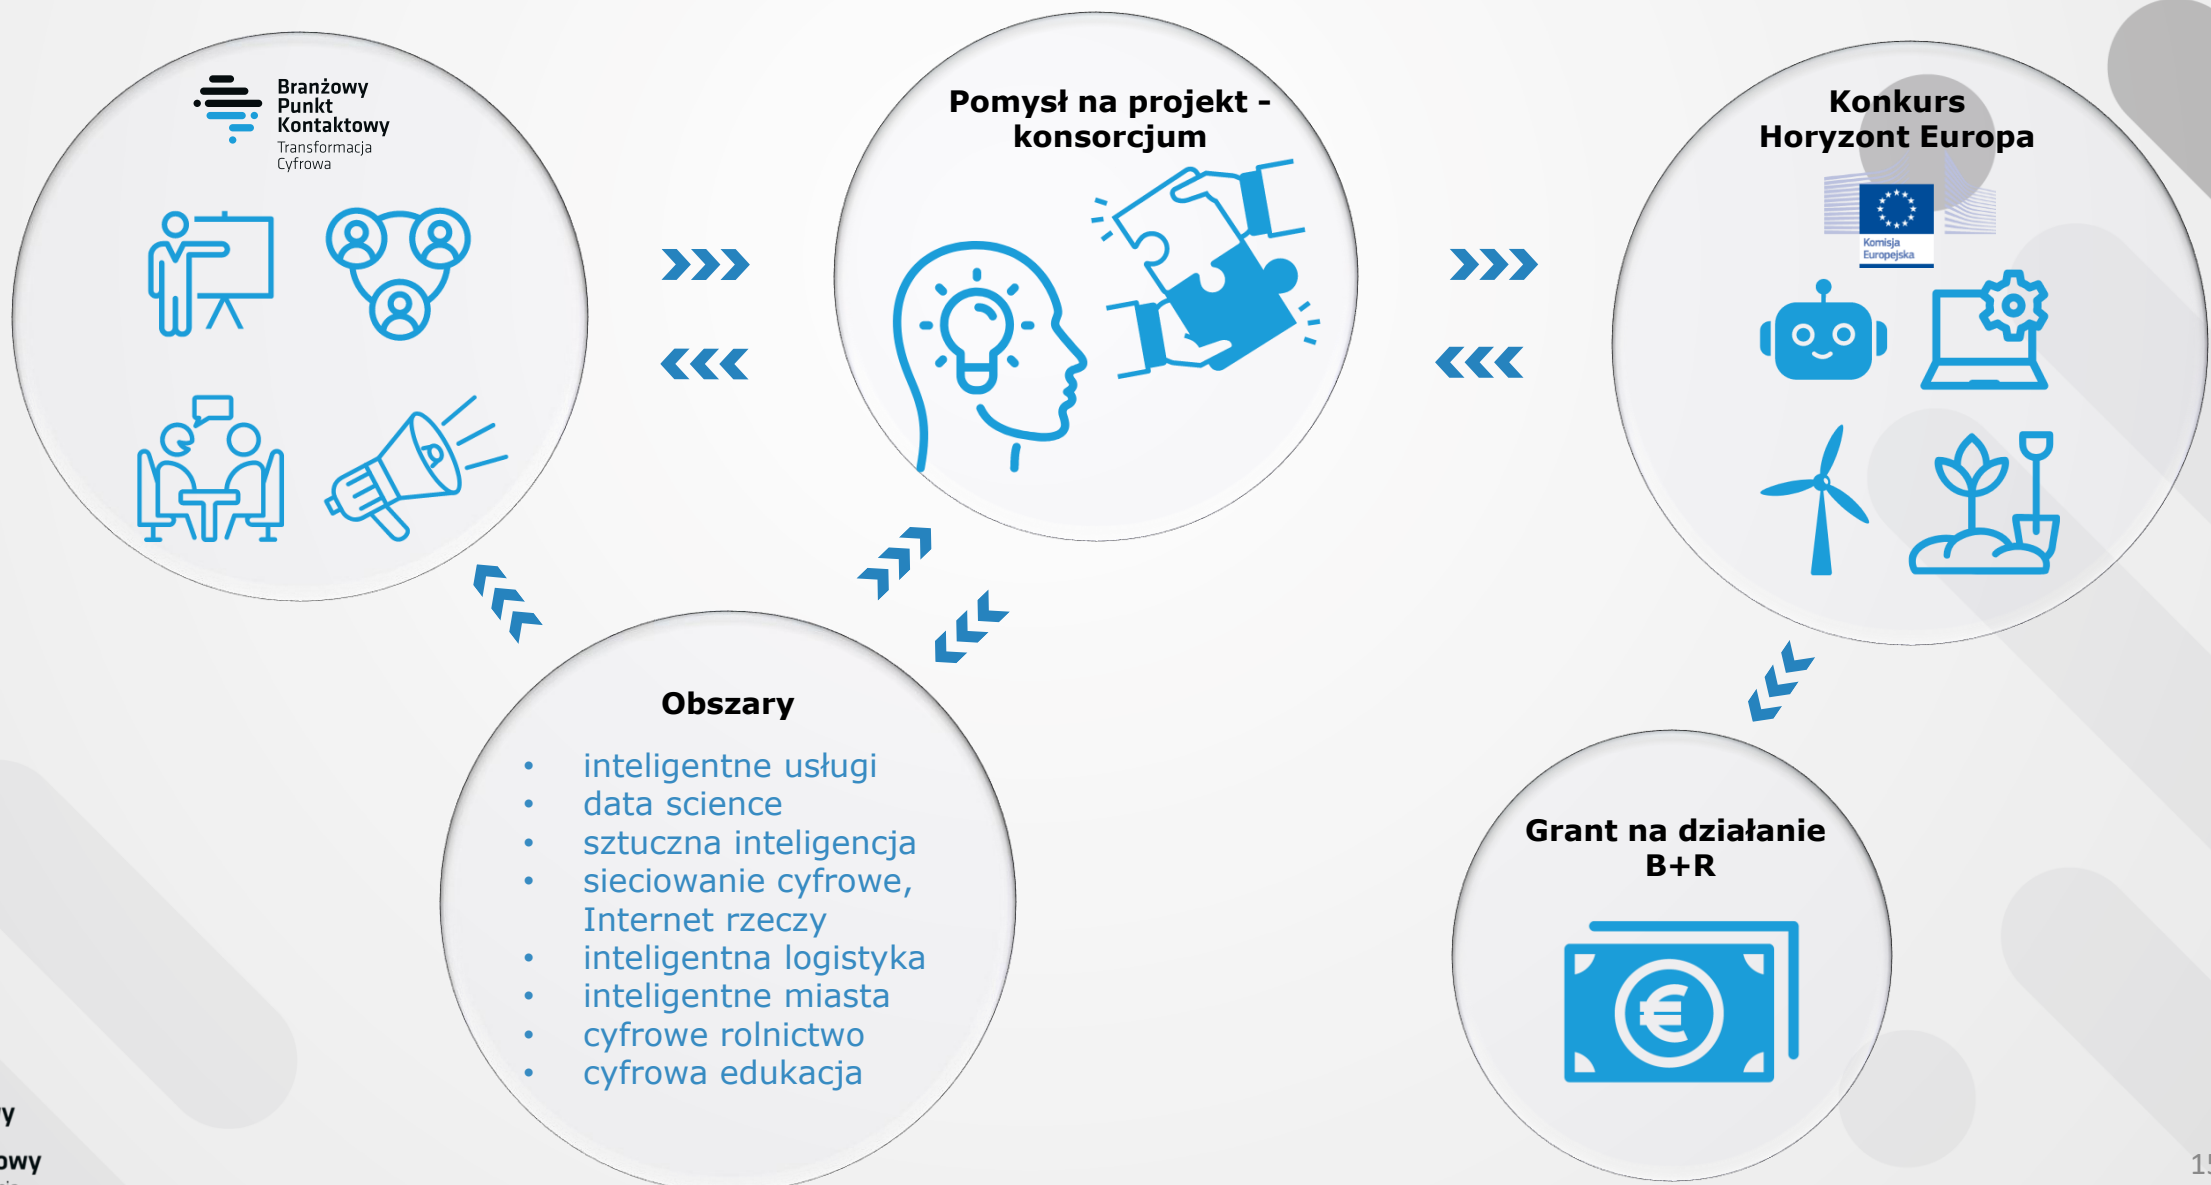 Branżowy
Punkt
Kontaktowy
Transformacja
Cyfrowa
Pomysł na projekt -
konsorcjum
Konkurs
Horyzont Europa
Komisja
Europejska
Obszary
• inteligentne usługi
• data science
• sztuczna inteligencja
• sieciowanie cyfrowe,
Internet rzeczy
• inteligentna logistyka
• inteligentne miasta
• cyfrowe rolnictwo
• cyfrowa edukacja
Grant na działanie
B+R
15